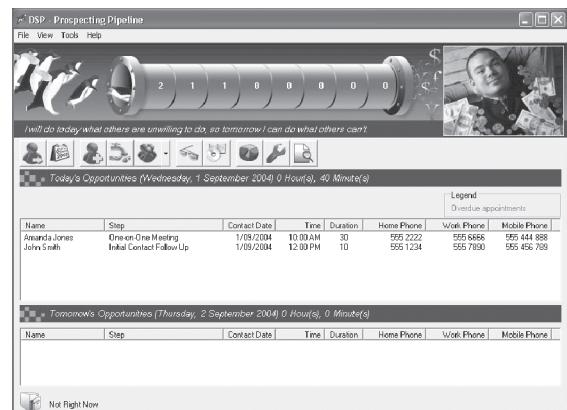 DSP - Prospecting Pipeline
File View Tools Help
2 1 1 0 0 0 0 0
I will do today what others are unwilling to do, so tomorrow I can do what others can't.
Today's Opportunities (Wednesday, 1 September 2004) 0 Hour(s), 40 Minute(s)
Legend
Overdue appointments
Name Step Contact Date Time Duration Home Phone Work Phone Mobile Phone
Amanda Jones One-on-One Meeting 1/09/2004 10:00 AM 30 555 2222 555 6666 555 444 888
John Smith Initial Contact Follow Up 1/09/2004 12:00 PM 10 555 1234 555 7890 555 456 789
Tomorrow's Opportunities (Thursday, 2 September 2004) 0 Hour(s), 0 Minute(s)
Name Step Contact Date Time Duration Home Phone Work Phone Mobile Phone
Not Right Now